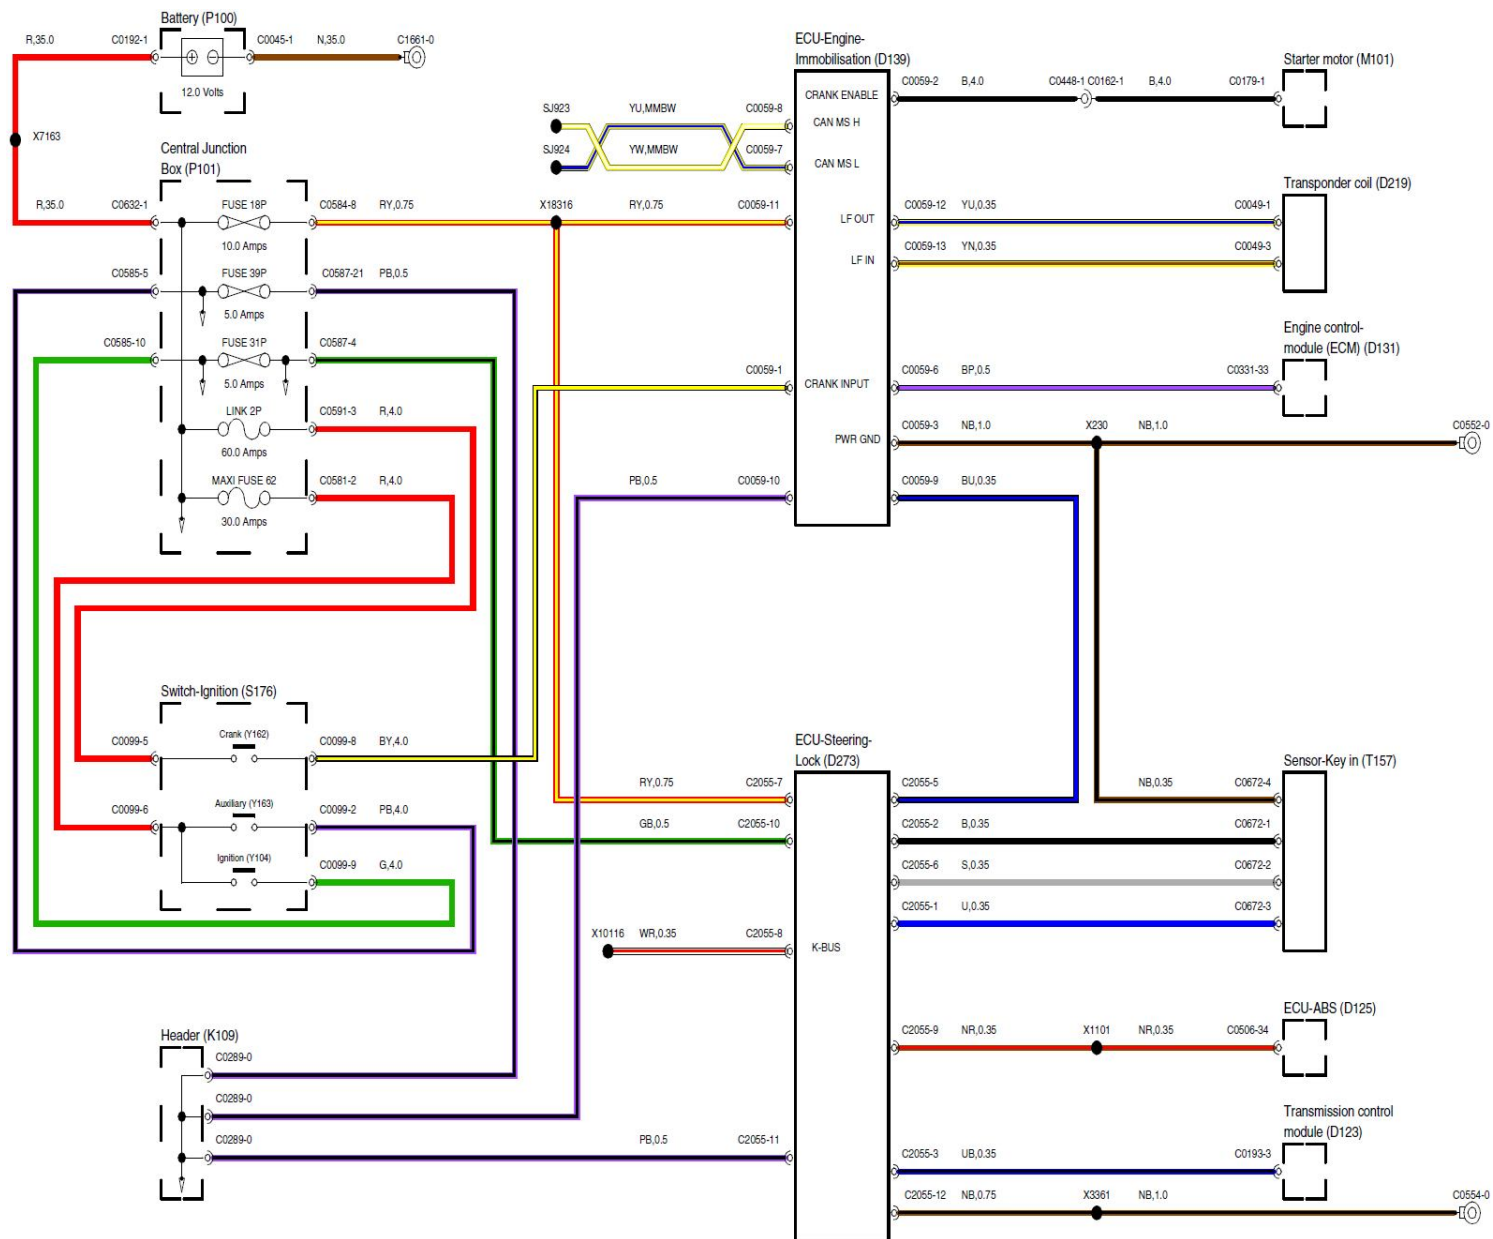 Battery (P100)
R,35.0
C0192-1
C0045-1
N,35.0
C1661-0
12.0 Volts
X7163
Central Junction
Box (P101)
R,35.0
C0632-1
FUSE 18P
10.0 Amps
C0584-8
RY,0.75
X18316
RY,0.75
C0059-11
C0585-5
FUSE 39P
5.0 Amps
C0587-21
PB,0.5
C0585-10
FUSE 31P
5.0 Amps
C0587-4
LINK 2P
60.0 Amps
C0591-3
R,4.0
MAXI FUSE 62
30.0 Amps
C0581-2
R,4.0
SJ923
YU,MMBW
C0059-8
SJ924
YW,MMBW
C0059-7
C0059-1
PB,0.5
C0059-10
ECU-Engine-
Immobilisation (D139)
CRANK ENABLE
CAN MS H
CAN MS L
LF OUT
LF IN
CRANK INPUT
PWR GND
C0059-2
B,4.0
C0448-1
C0162-1
B,4.0
C0179-1
Starter motor (M101)
C0059-12
YU,0.35
C0049-1
Transponder coil (D219)
C0059-13
YN,0.35
C0049-3
Engine control-
module (ECM) (D131)
C0059-6
BP,0.5
C0331-33
C0059-3
NB,1.0
X230
NB,1.0
C0552-0
C0059-9
BU,0.35
Switch-Ignition (S176)
C0099-5
Crank (Y162)
C0099-8
BY,4.0
C0099-6
Auxiliary (Y163)
C0099-2
PB,4.0
Ignition (Y104)
C0099-9
G,4.0
ECU-Steering-
Lock (D273)
RY,0.75
C2055-7
GB,0.5
C2055-10
X10116
WR,0.35
C2055-8
K-BUS
PB,0.5
C2055-11
C2055-5
Sensor-Key in (T157)
NB,0.35
C0672-4
C2055-2
B,0.35
C0672-1
C2055-6
S,0.35
C0672-2
C2055-1
U,0.35
C0672-3
ECU-ABS (D125)
C2055-9
NR,0.35
X1101
NR,0.35
C0506-34
Transmission control
module (D123)
C2055-3
UB,0.35
C0193-3
C2055-12
NB,0.75
X3361
NB,1.0
C0554-0
Header (K109)
C0289-0
C0289-0
C0289-0